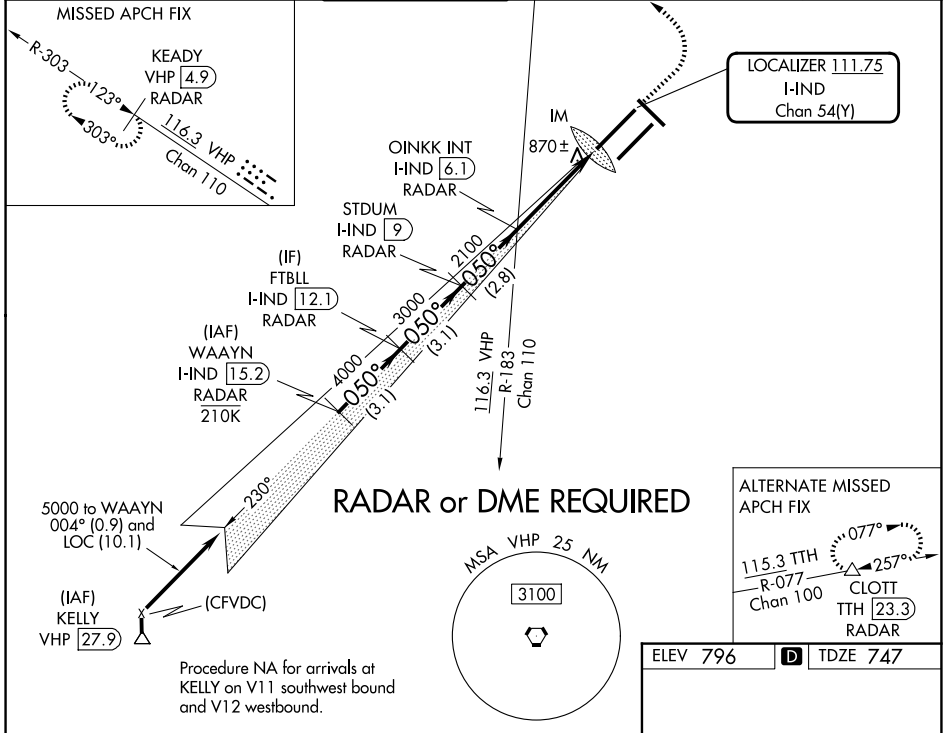 MISSED APCH FIX
R-303
KEADY
VHP 4.9
RADAR
123°
303°
116.3 VHP
Chan 110
LOCALIZER 111.75
I-IND
Chan 54(Y)
IM
870±
OINKK INT
I-IND 6.1
RADAR
STDUM
I-IND 9
RADAR
2100
050°
(2.8)
(IF)
FTBLL
I-IND 12.1
RADAR
3000
050°
(3.1)
(IAF)
WAAYN
I-IND 15.2
RADAR
210K
4000
050°
(3.1)
116.3 VHP
R-183
Chan 110
230°
RADAR or DME REQUIRED
5000 to WAAYN
004° (0.9) and
LOC (10.1)
(IAF)
KELLY
VHP 27.9
(CFVDC)
MSA VHP 25 NM
3100
ALTERNATE MISSED
APCH FIX
077°
257°
115.3 TTH
R-077
Chan 100
CLOTT
TTH 23.3
RADAR
Procedure NA for arrivals at
KELLY on V11 southwest bound
and V12 westbound.
ELEV 796 D TDZE 747